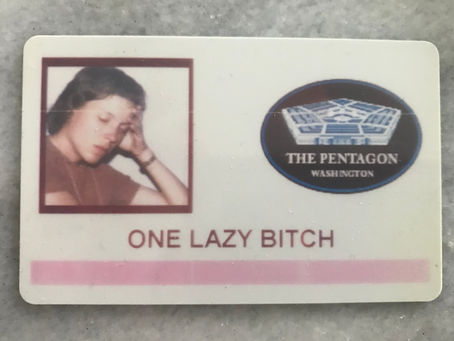 THE PENTAGON
WASHINGTON
ONE LAZY BITCH